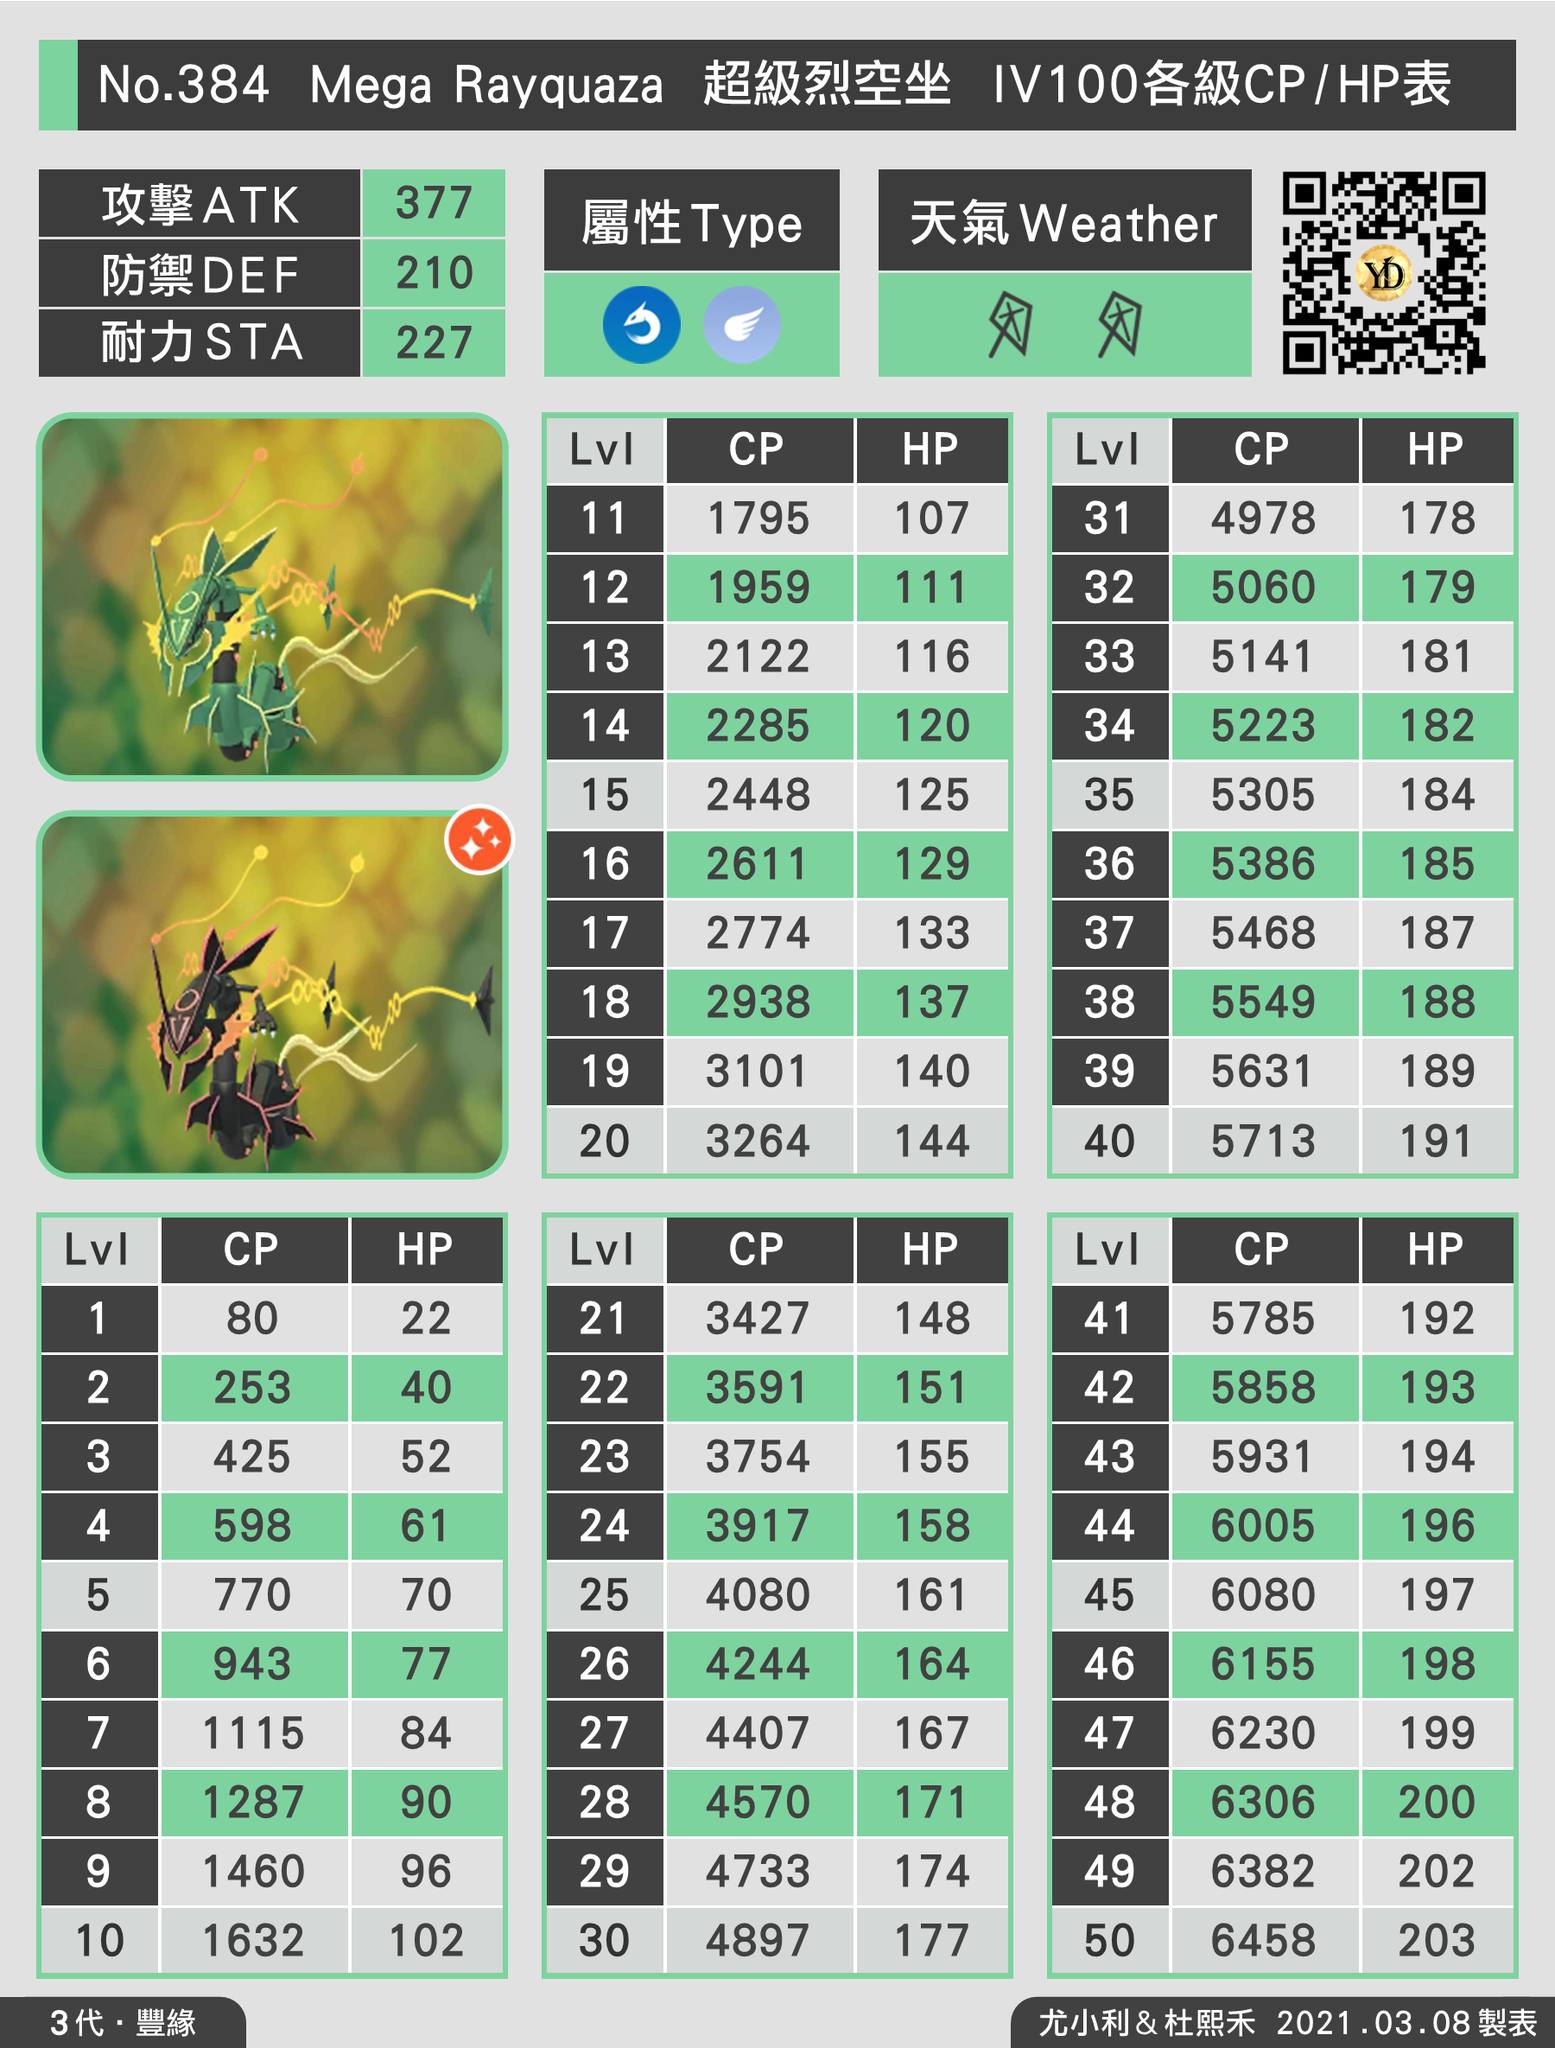 No.384 Mega Rayquaza 超級烈空坐 IV100各級CP/HP表
攻擊ATK 377
防禦DEF 210
耐力STA 227
屬性Type
天氣Weather
YD
Lvl CP HP
11 1795 107
12 1959 111
13 2122 116
14 2285 120
15 2448 125
16 2611 129
17 2774 133
18 2938 137
19 3101 140
20 3264 144
Lvl CP HP
31 4978 178
32 5060 179
33 5141 181
34 5223 182
35 5305 184
36 5386 185
37 5468 187
38 5549 188
39 5631 189
40 5713 191
Lvl CP HP
1 80 22
2 253 40
3 425 52
4 598 61
5 770 70
6 943 77
7 1115 84
8 1287 90
9 1460 96
10 1632 102
Lvl CP HP
21 3427 148
22 3591 151
23 3754 155
24 3917 158
25 4080 161
26 4244 164
27 4407 167
28 4570 171
29 4733 174
30 4897 177
Lvl CP HP
41 5785 192
42 5858 193
43 5931 194
44 6005 196
45 6080 197
46 6155 198
47 6230 199
48 6306 200
49 6382 202
50 6458 203
3代・豐緣
尤小利&杜熙禾 2021.03.08製表